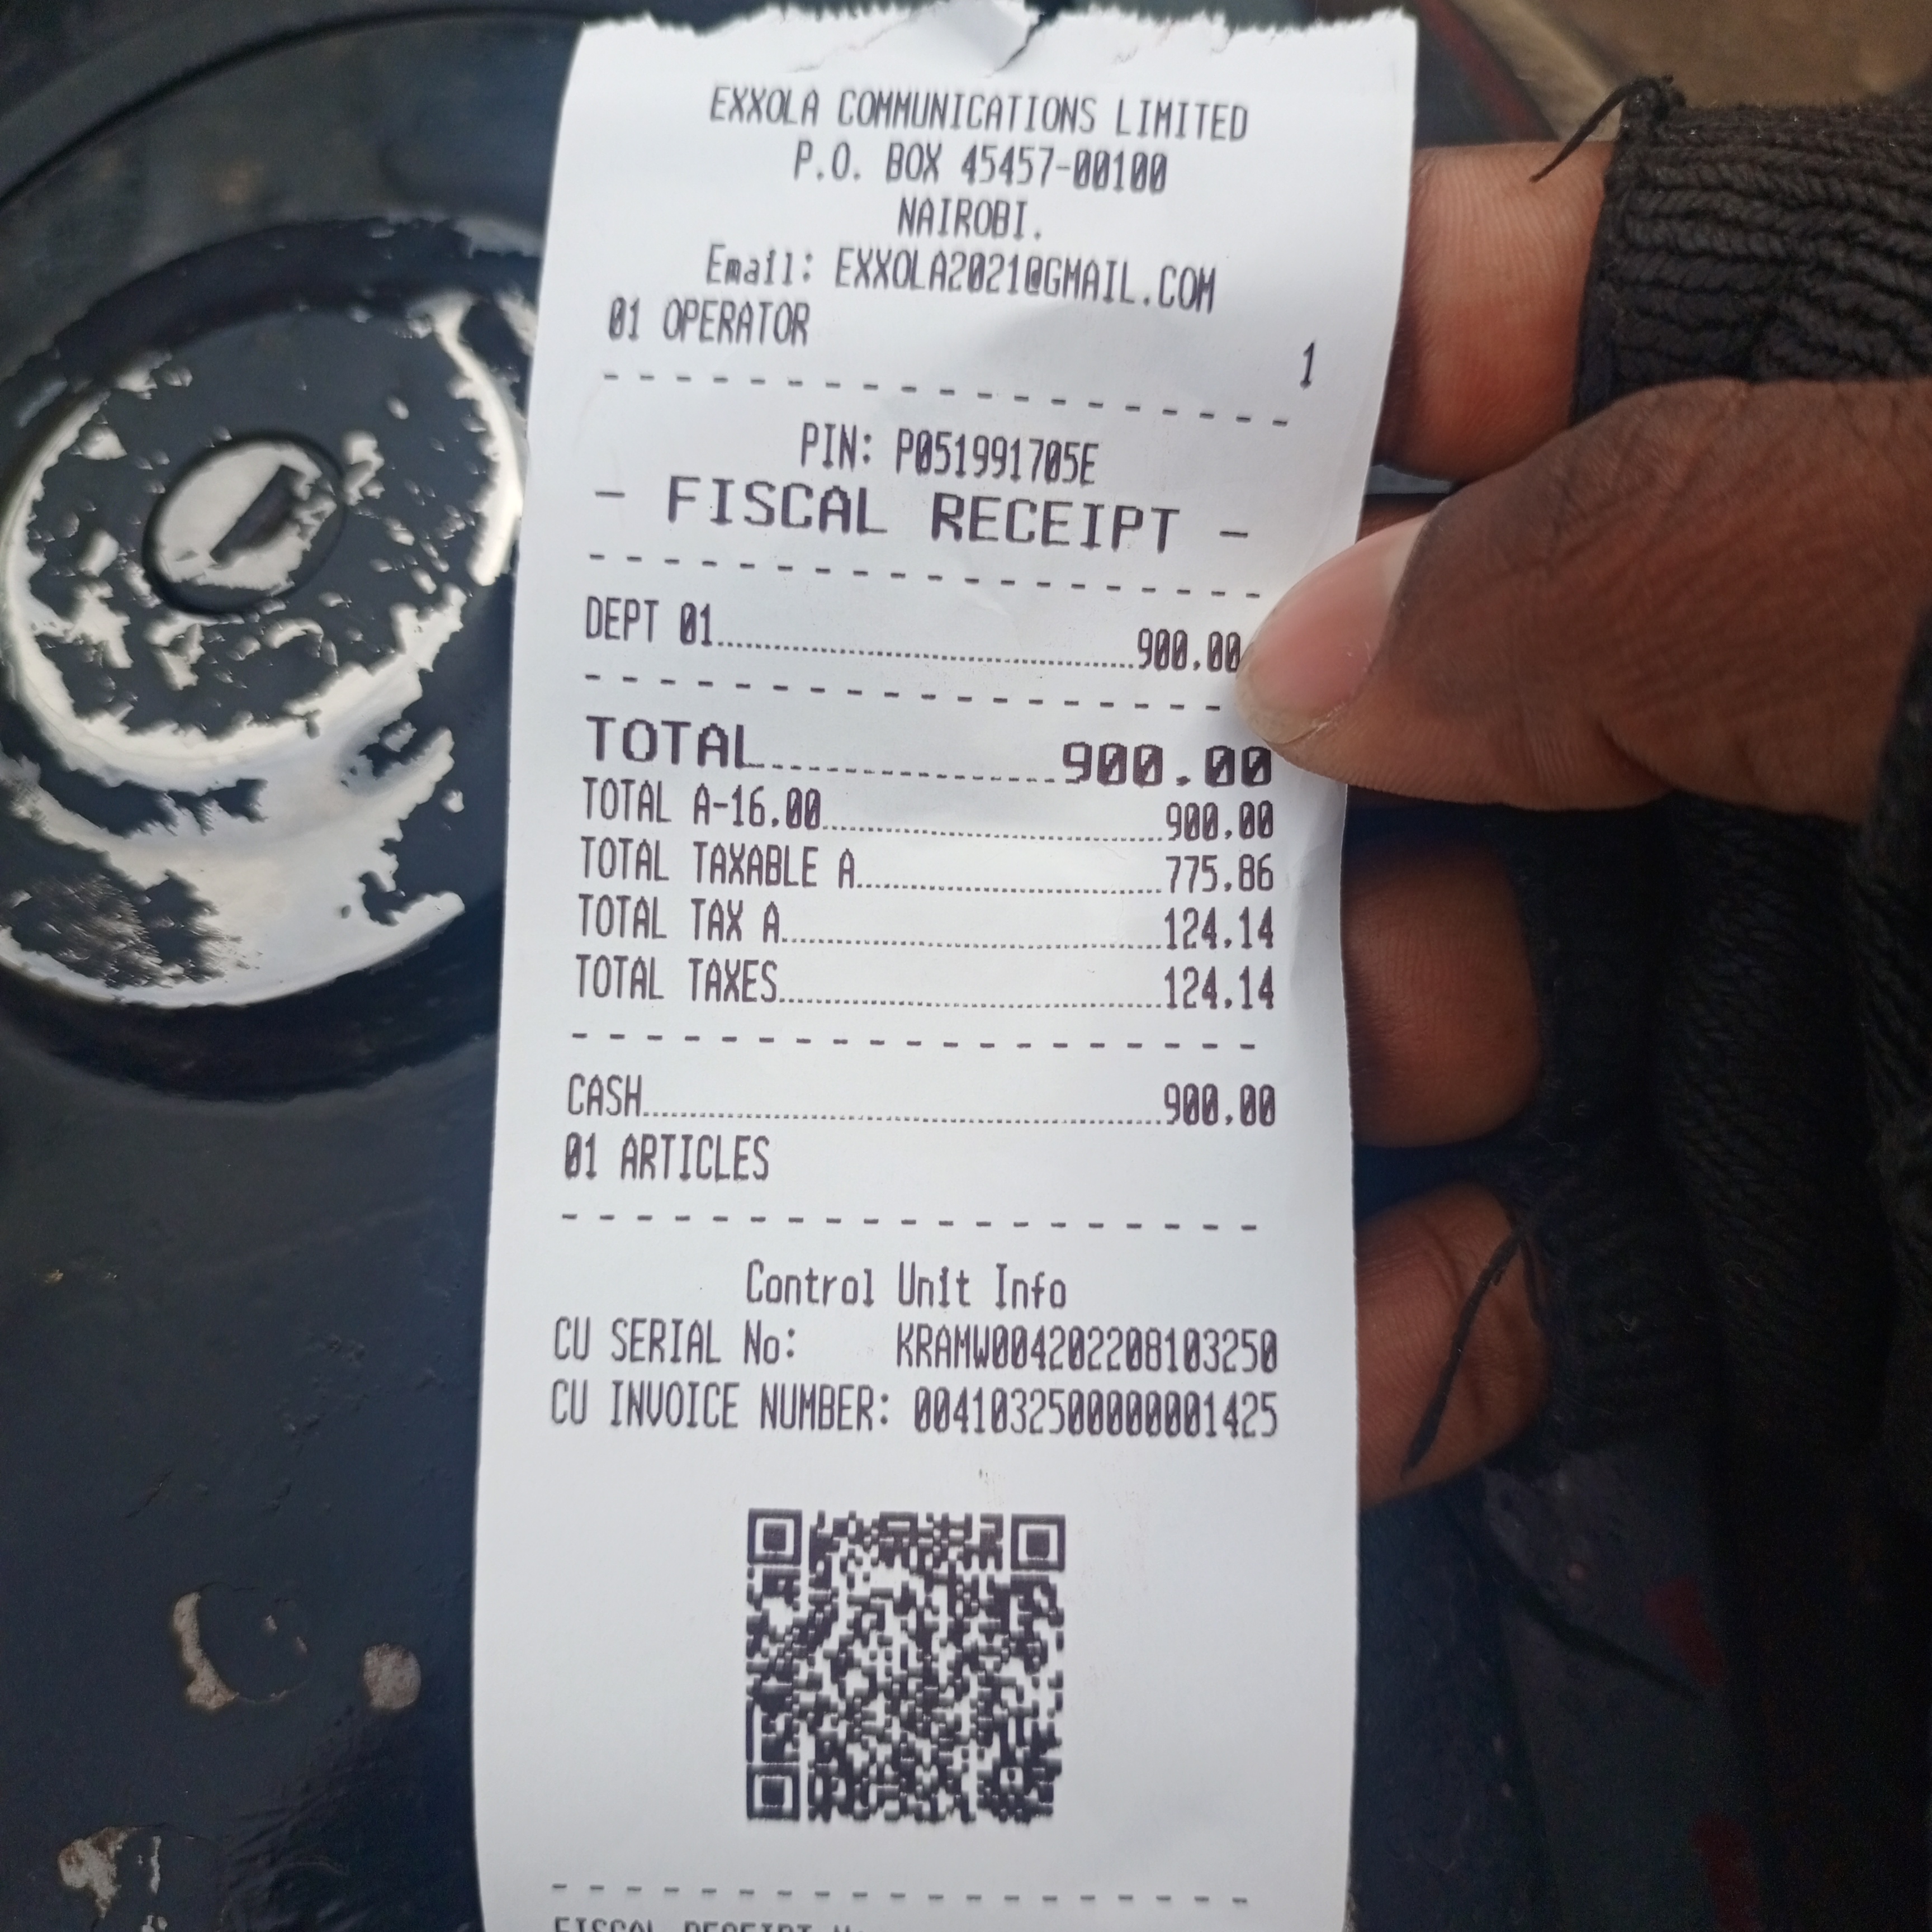 EXXOLA COMMUNICATIONS LIMITED
P.O. BOX 45457-00100
NAIROBI.
Email: EXXOLA2021@GMAIL.COM
01 OPERATOR 1
PIN: P051991705E
- FISCAL RECEIPT -
DEPT 01 900.00
TOTAL 900.00
TOTAL A-16.00 900.00
TOTAL TAXABLE A 775.86
TOTAL TAX A 124.14
TOTAL TAXES 124.14
CASH 900.00
01 ARTICLES
Control Unit Info
CU SERIAL No: KRAMW004202208103250
CU INVOICE NUMBER: 0041032500000001425
FISCAL RECEIPT